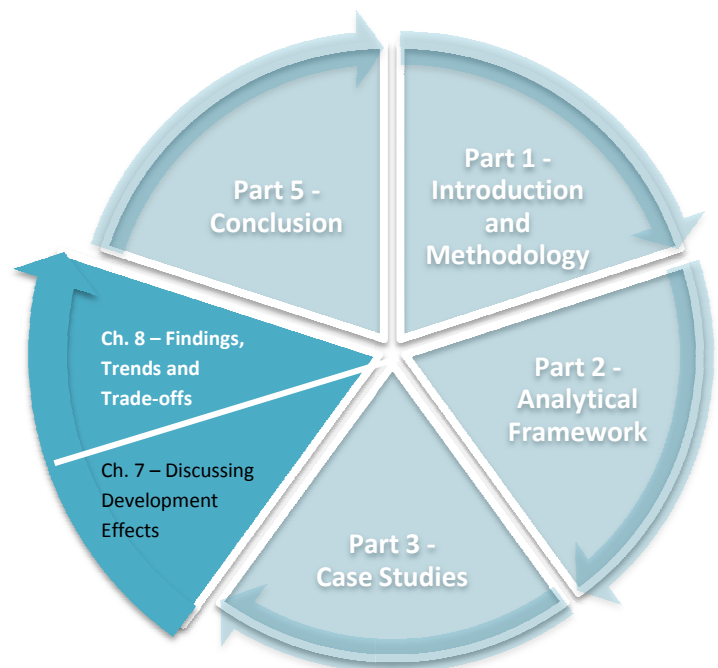 Part 1 -
Introduction
and
Methodology
Part 2 -
Analytical
Framework
Part 3 -
Case Studies
Ch. 7 – Discussing
Development
Effects
Ch. 8 – Findings,
Trends and
Trade-offs
Part 5 -
Conclusion